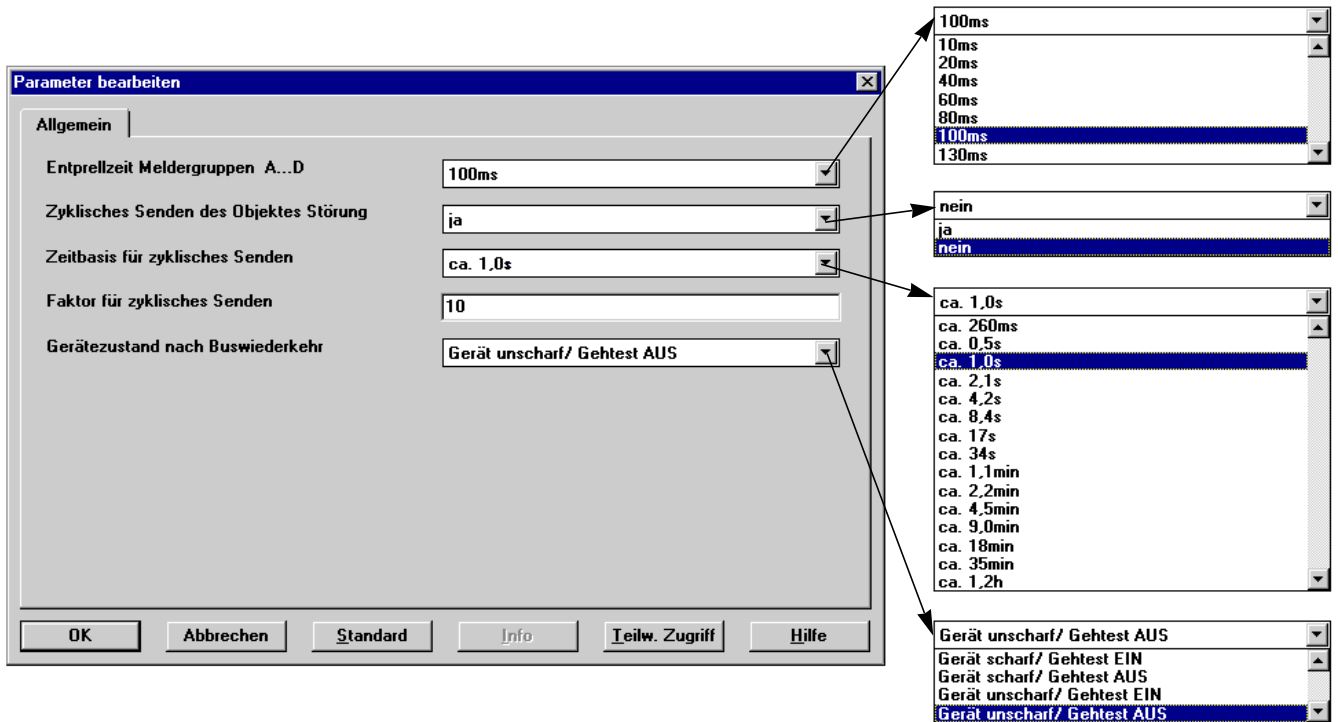 Parameter bearbeiten
Allgemein
Entprellzeit Meldergruppen A...D
100ms
Zyklisches Senden des Objektes Störung
ja
Zeitbasis für zyklisches Senden
ca. 1,0s
Faktor für zyklisches Senden
10
Gerätezustand nach Buswiederkehr
Gerät unscharf/ Gehtest AUS
OK
Abbrechen
Standard
Info
Teilw. Zugriff
Hilfe
100ms
10ms
20ms
40ms
60ms
80ms
100ms
130ms
nein
ja
nein
ca. 1,0s
ca. 260ms
ca. 0,5s
ca. 1,0s
ca. 2,1s
ca. 4,2s
ca. 8,4s
ca. 17s
ca. 34s
ca. 1,1min
ca. 2,2min
ca. 4,5min
ca. 9,0min
ca. 18min
ca. 35min
ca. 1,2h
Gerät unscharf/ Gehtest AUS
Gerät scharf/ Gehtest EIN
Gerät scharf/ Gehtest AUS
Gerät unscharf/ Gehtest EIN
Gerät unscharf/ Gehtest AUS